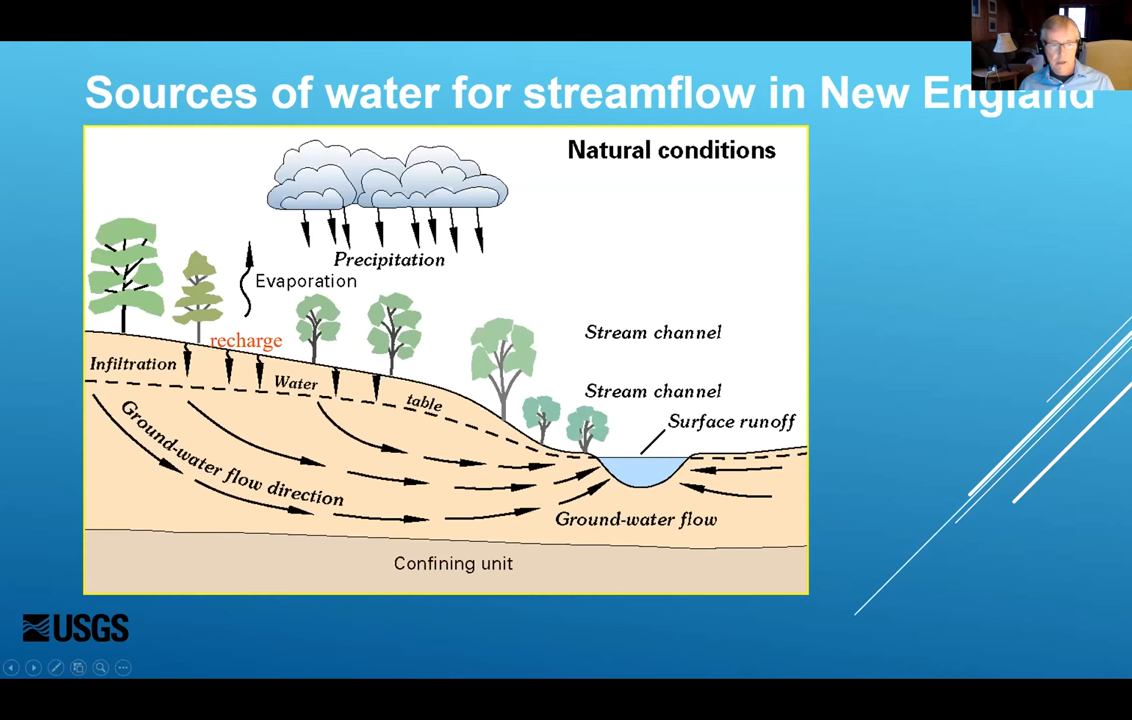 Sources of water for streamflow in New England
Natural conditions
Precipitation
Evaporation
recharge
Stream channel
Infiltration
Water
table
Stream channel
Surface runoff
Ground-water flow direction
Ground-water flow
Confining unit
USGS